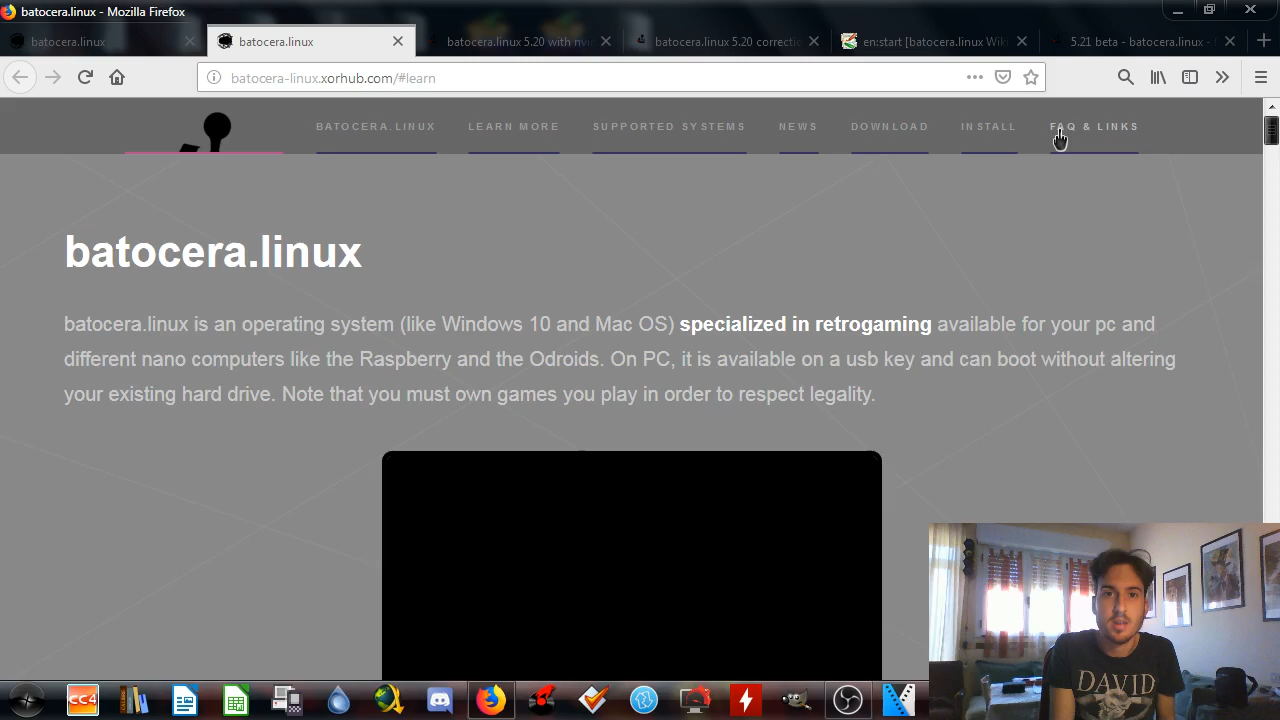 batocera.linux - Mozilla Firefox
batocera.linux
batocera.linux
batocera.linux 5.20 with nv
batocera.linux 5.20 correctio
en:start [batocera.linux Wiki
5.21 beta - batocera.linux -
batocera-linux.xorhub.com/#learn
BATOCERA.LINUX
LEARN MORE
SUPPORTED SYSTEMS
NEWS
DOWNLOAD
INSTALL
FAQ & LINKS
batocera.linux
batocera.linux is an operating system (like Windows 10 and Mac OS) specialized in retrogaming available for your pc and
different nano computers like the Raspberry and the Odroids. On PC, it is available on a usb key and can boot without altering
your existing hard drive. Note that you must own games you play in order to respect legality.
CC4
DAVID